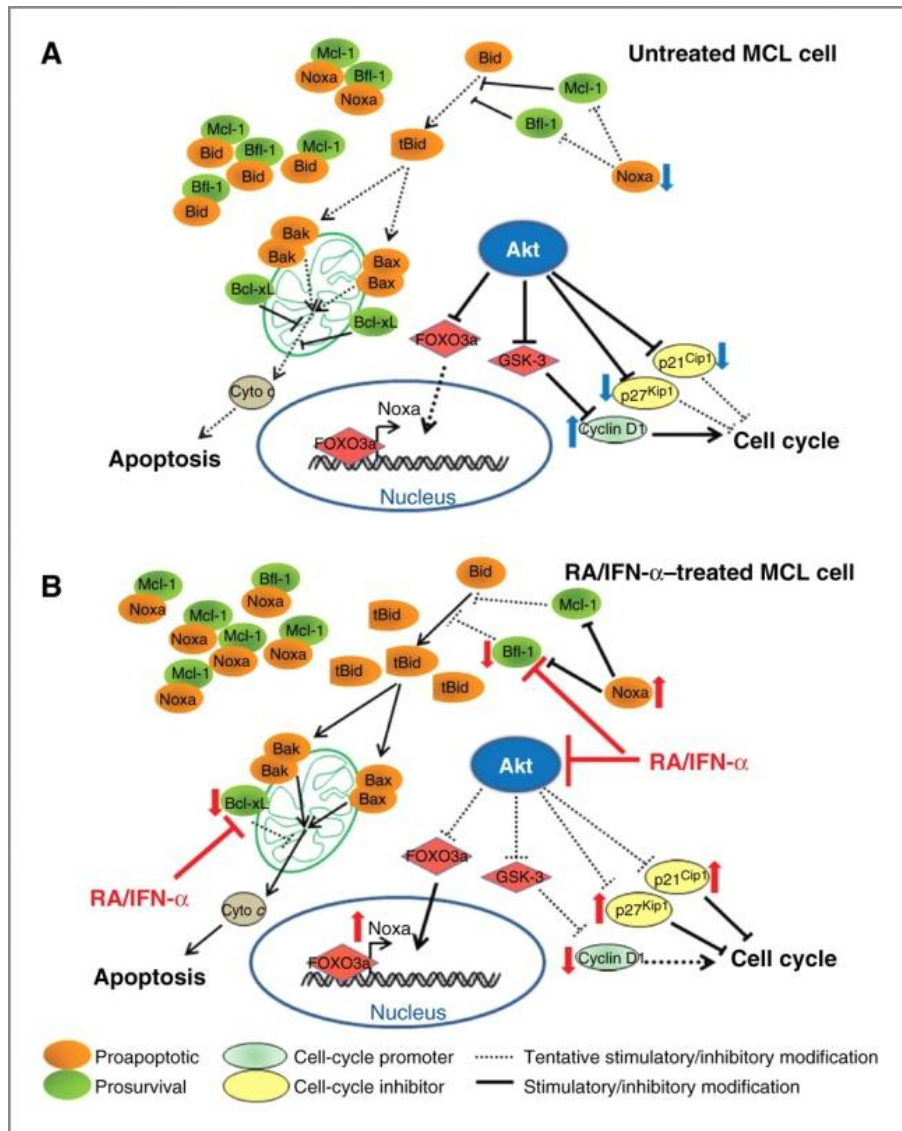 A
Untreated MCL cell
Mcl-1
Noxa
Bfl-1
Noxa
Bid
Mcl-1
Bfl-1
Noxa
Mcl-1
Bid
Bfl-1
Bid
Mcl-1
Bid
Bfl-1
Bid
tBid
Bak
Bak
Bax
Bax
Bcl-xL
Bcl-xL
Akt
FOXO3a
GSK-3
p21Cip1
p27Kip1
Cyclin D1
Cell cycle
Cyto c
Apoptosis
Noxa
FOXO3a
Nucleus
B
RA/IFN-α–treated MCL cell
Mcl-1
Noxa
Bfl-1
Noxa
Mcl-1
Noxa
Mcl-1
Noxa
Mcl-1
Noxa
Mcl-1
Noxa
Bid
tBid
tBid
tBid
tBid
Mcl-1
Bfl-1
Noxa
RA/IFN-α
Bak
Bak
Bax
Bax
Bcl-xL
RA/IFN-α
Akt
FOXO3a
GSK-3
p21Cip1
p27Kip1
Cyclin D1
Cell cycle
Cyto c
Apoptosis
Noxa
FOXO3a
Nucleus
Proapoptotic
Cell-cycle promoter
Tentative stimulatory/inhibitory modification
Prosurvival
Cell-cycle inhibitor
Stimulatory/inhibitory modification